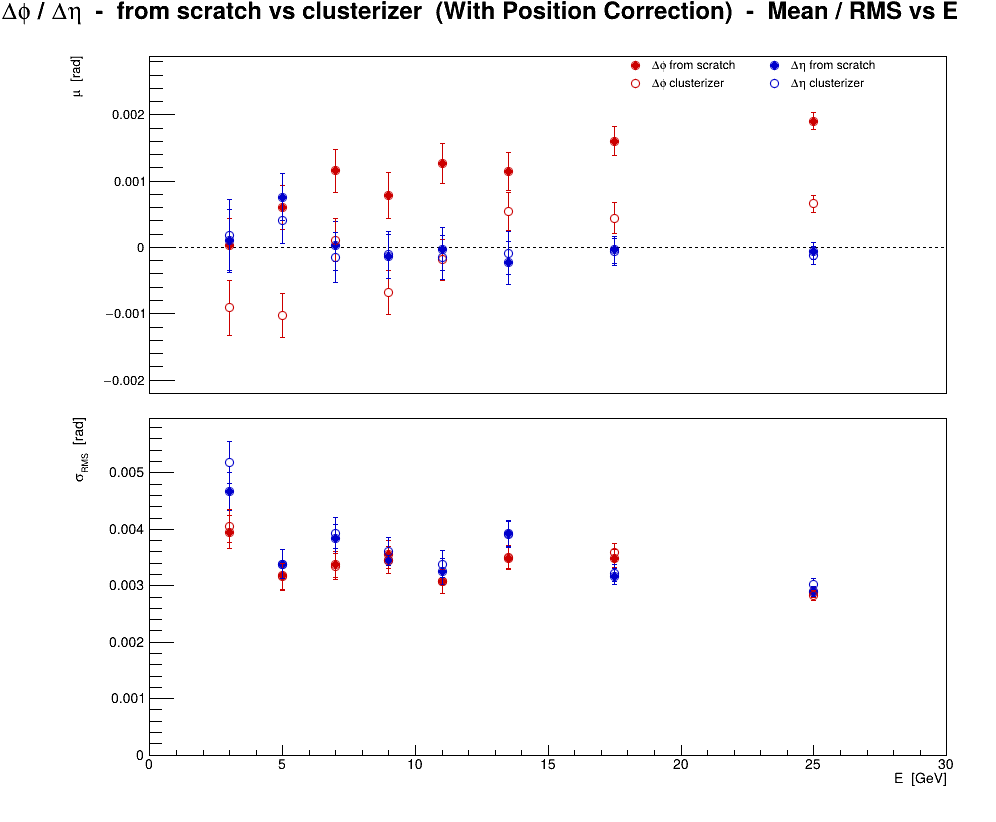 Δϕ / Δη - from scratch vs clusterizer (With Position Correction) - Mean / RMS vs E
μ [rad]
Δϕ from scratch
Δη from scratch
Δϕ clusterizer
Δη clusterizer
0.002
0.001
0
−0.001
−0.002
σRMS [rad]
0.005
0.004
0.003
0.002
0.001
0
0 5 10 15 20 25 30
E [GeV]